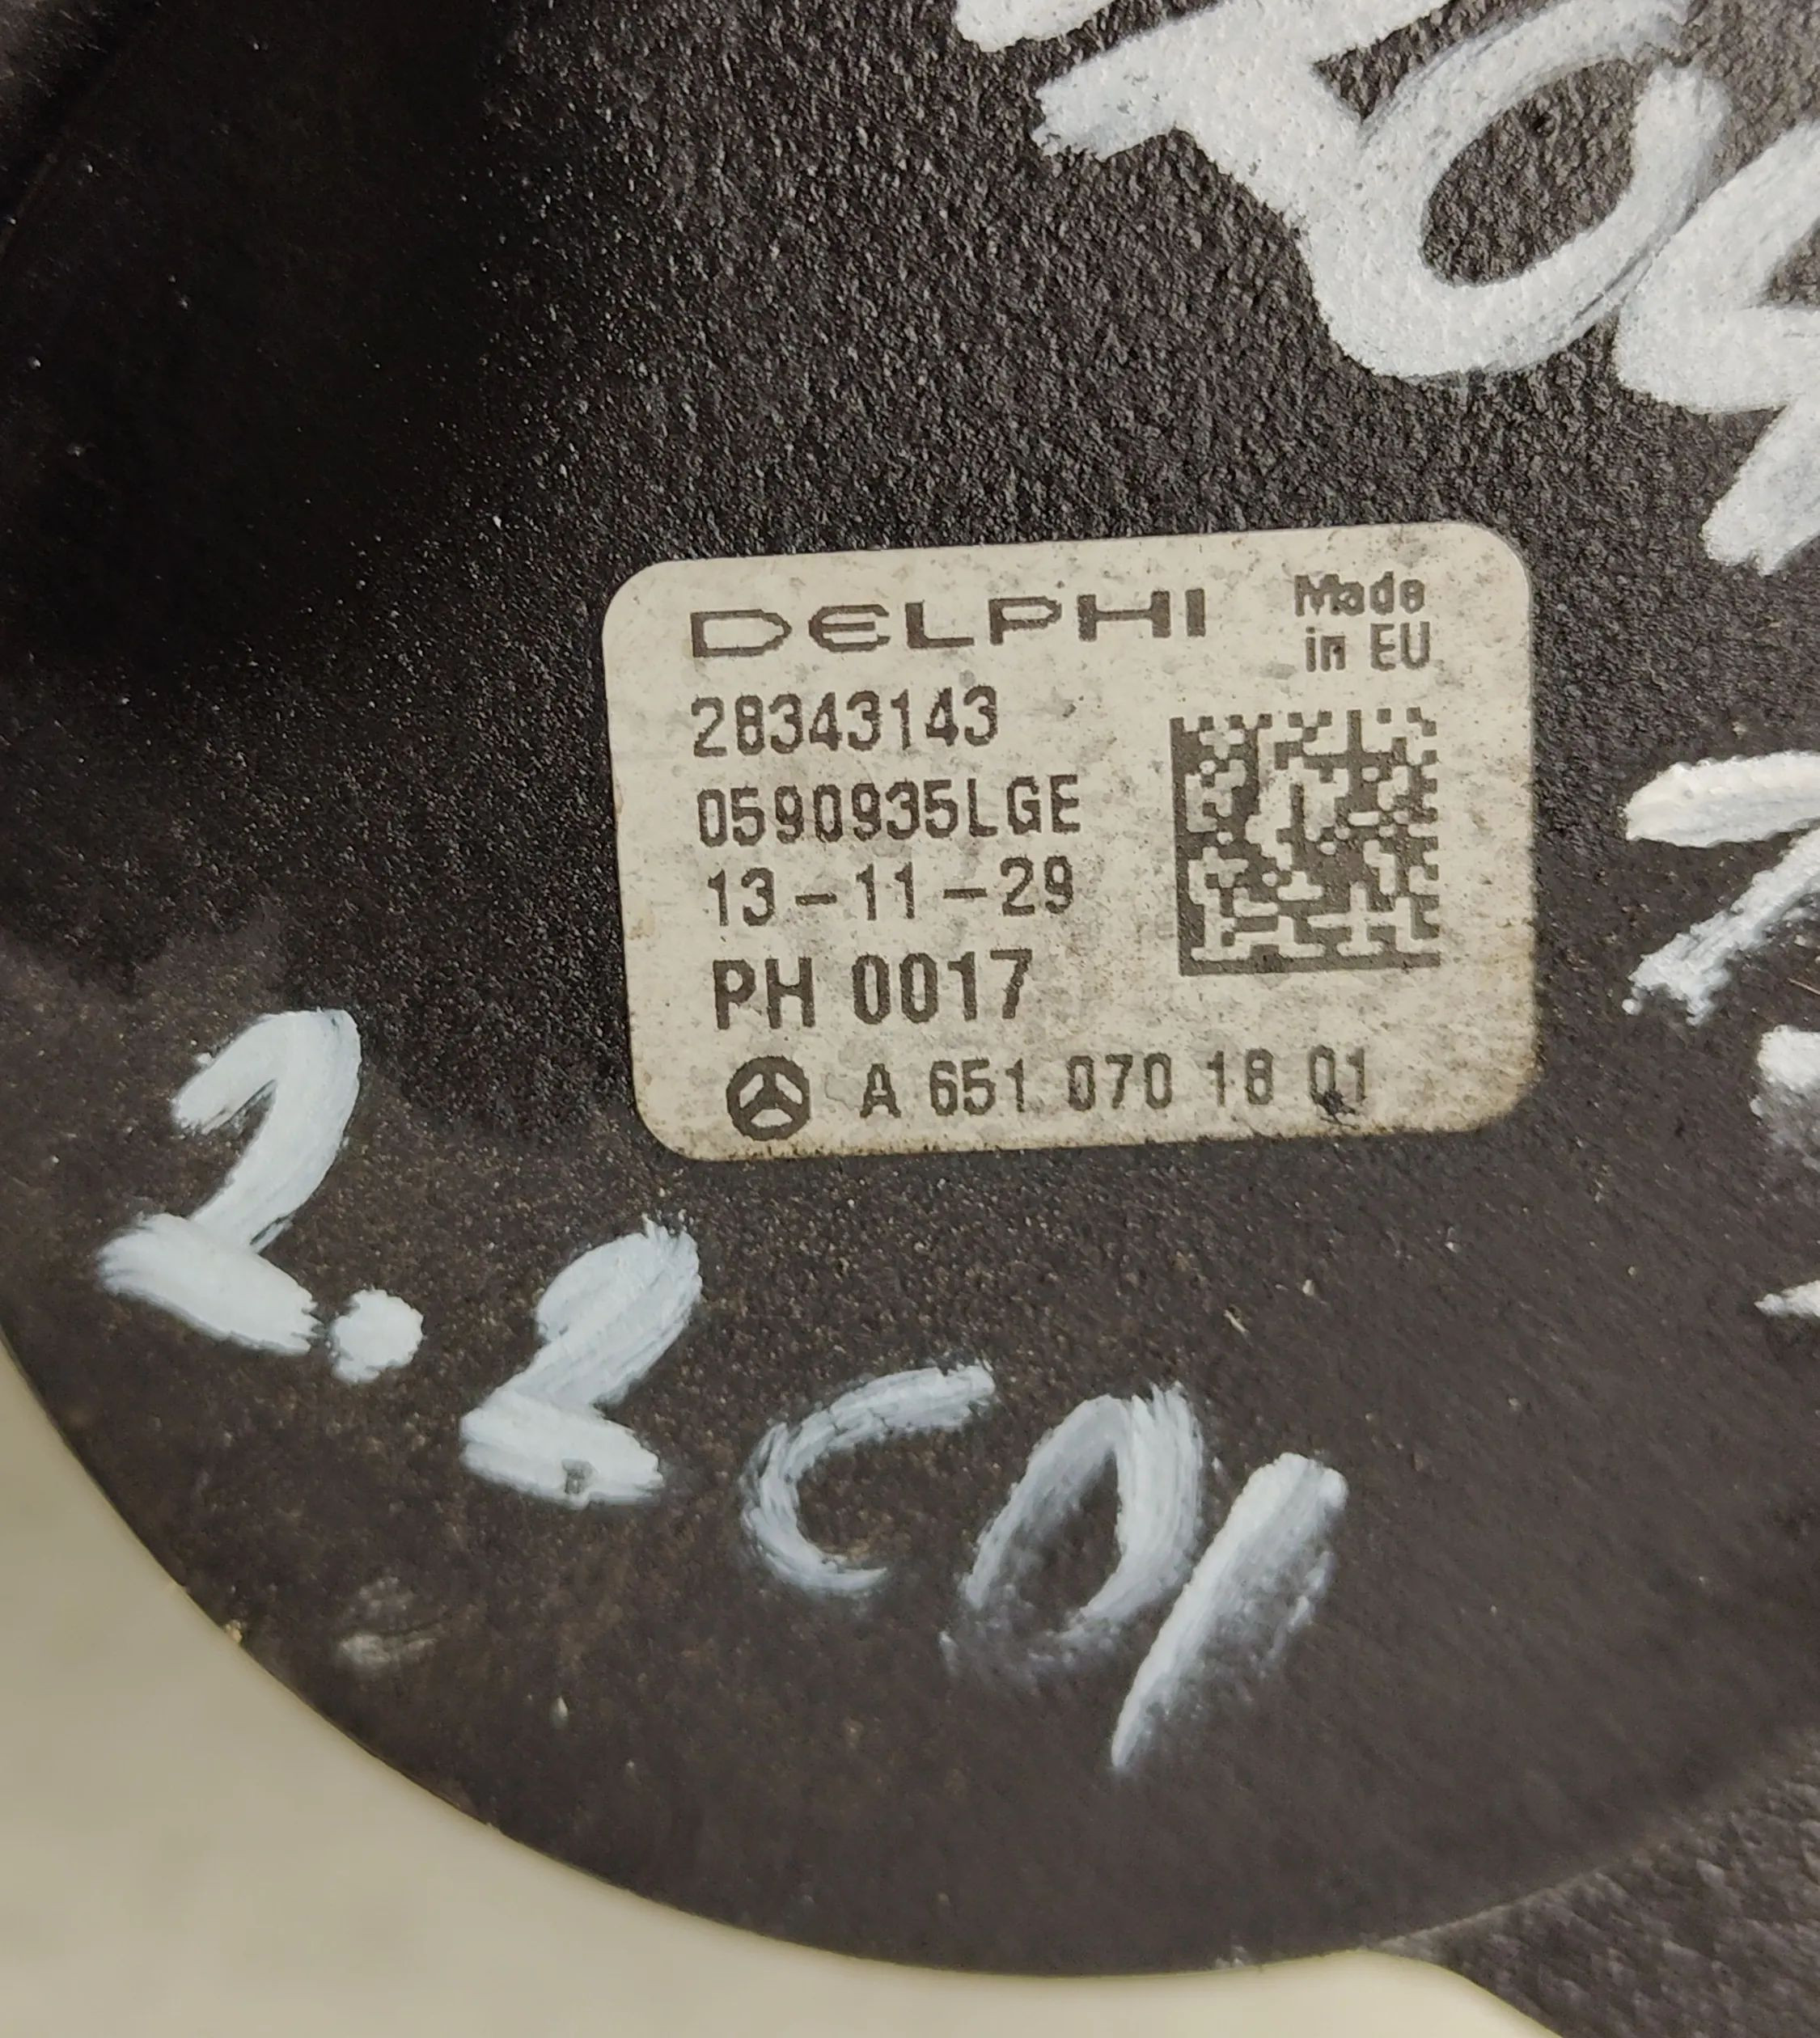 DELPHI
Made
in EU
28343143
0590935LGE
13-11-29
PH 0017
A 651 070 18 01
2.2CDI